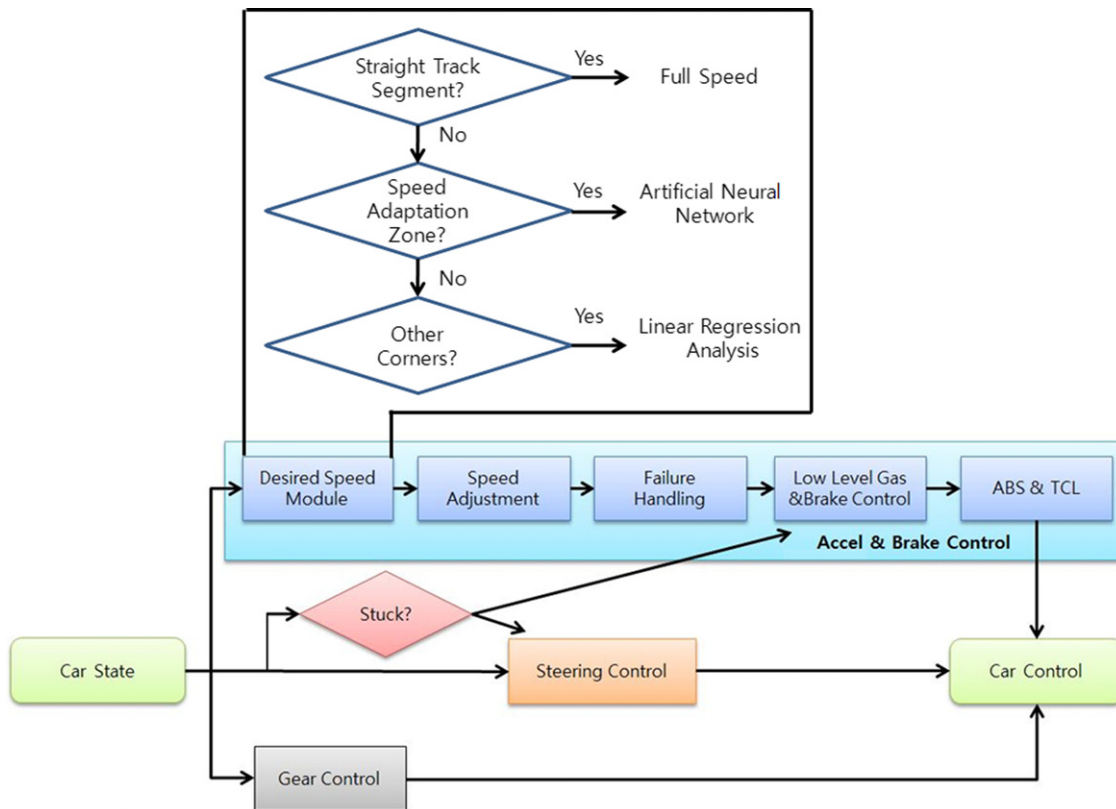 Straight Track
Segment?
Yes
Full Speed
No
Speed
Adaptation
Zone?
Yes
Artificial Neural
Network
No
Other
Corners?
Yes
Linear Regression
Analysis
Desired Speed
Module
Speed
Adjustment
Failure
Handling
Low Level Gas
&Brake Control
ABS & TCL
Accel & Brake Control
Stuck?
Car State
Steering Control
Car Control
Gear Control